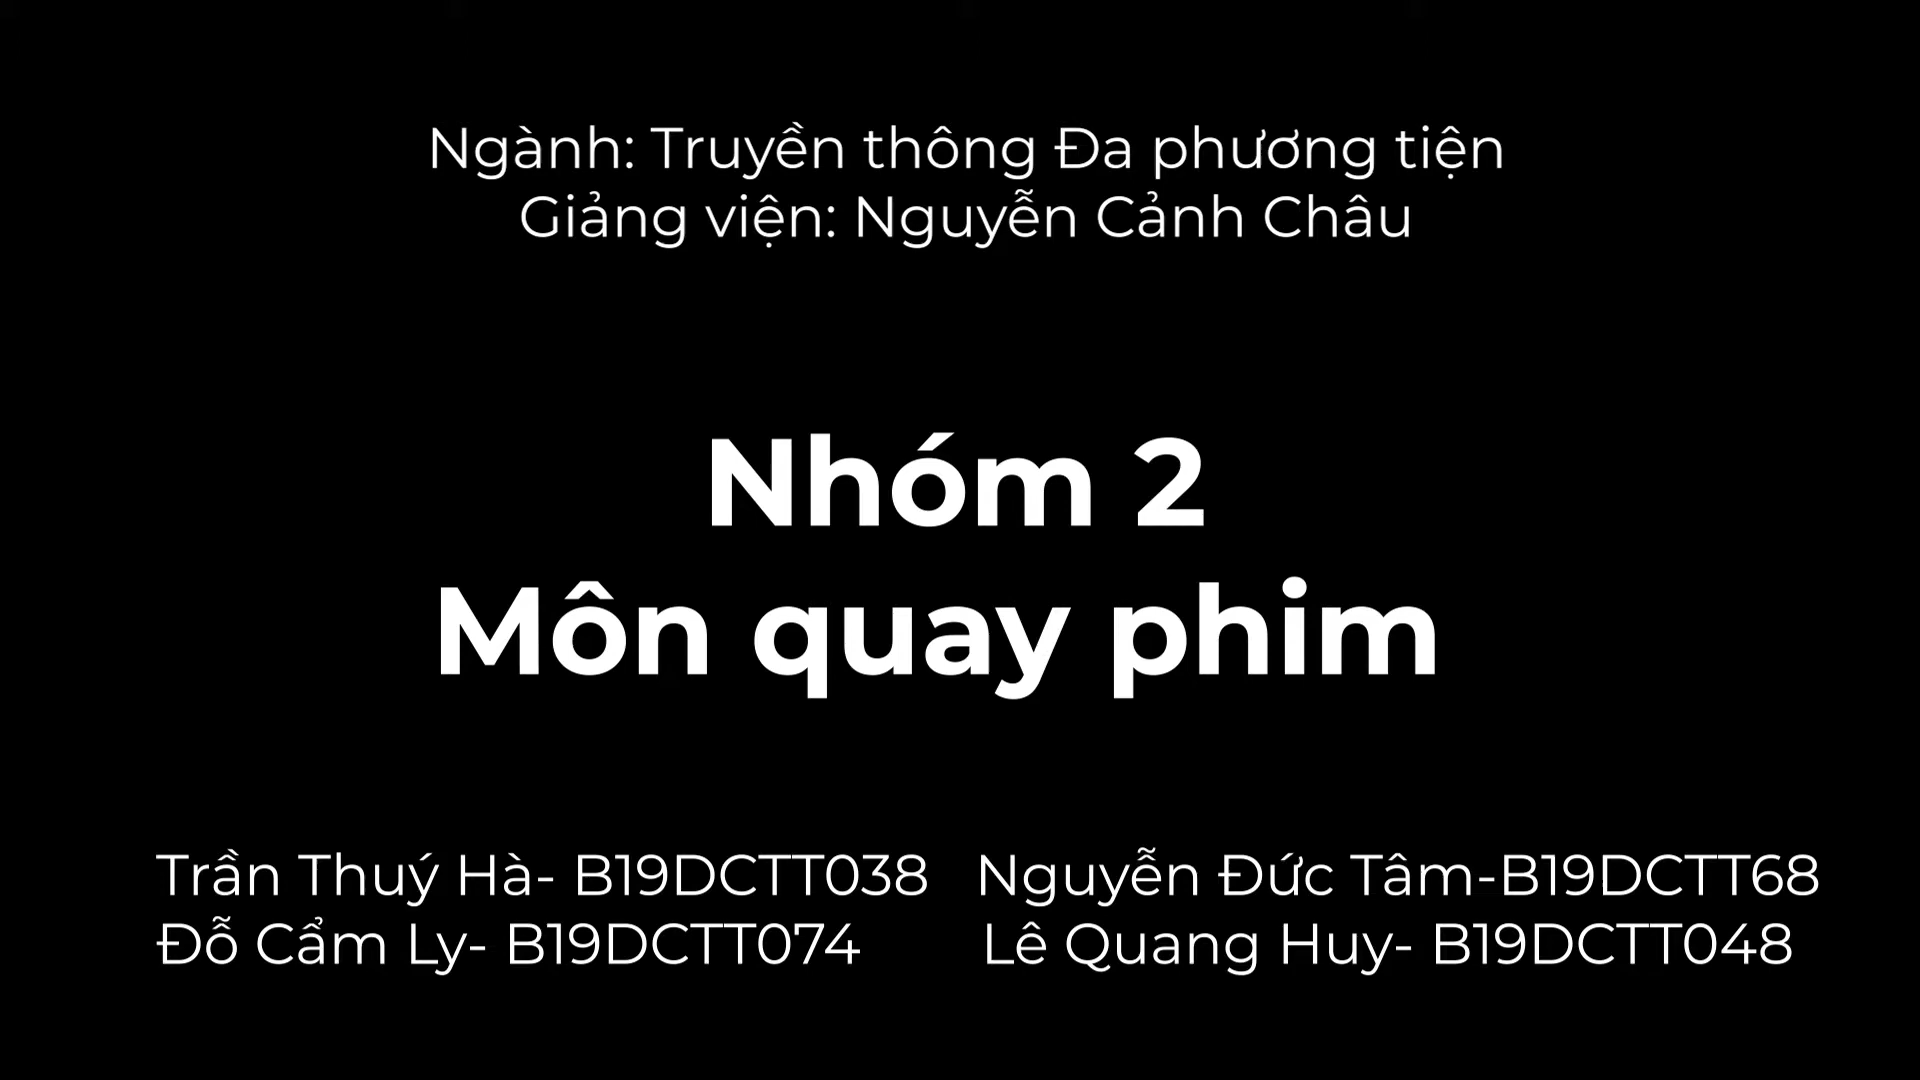 Ngành: Truyền thông Đa phương tiện
Giảng viên: Nguyễn Cảnh Châu
Nhóm 2
Môn quay phim
Trần Thuý Hà- B19DCTT038
Đỗ Cẩm Ly- B19DCTT074
Nguyễn Đức Tâm-B19DCTT68
Lê Quang Huy- B19DCTT048